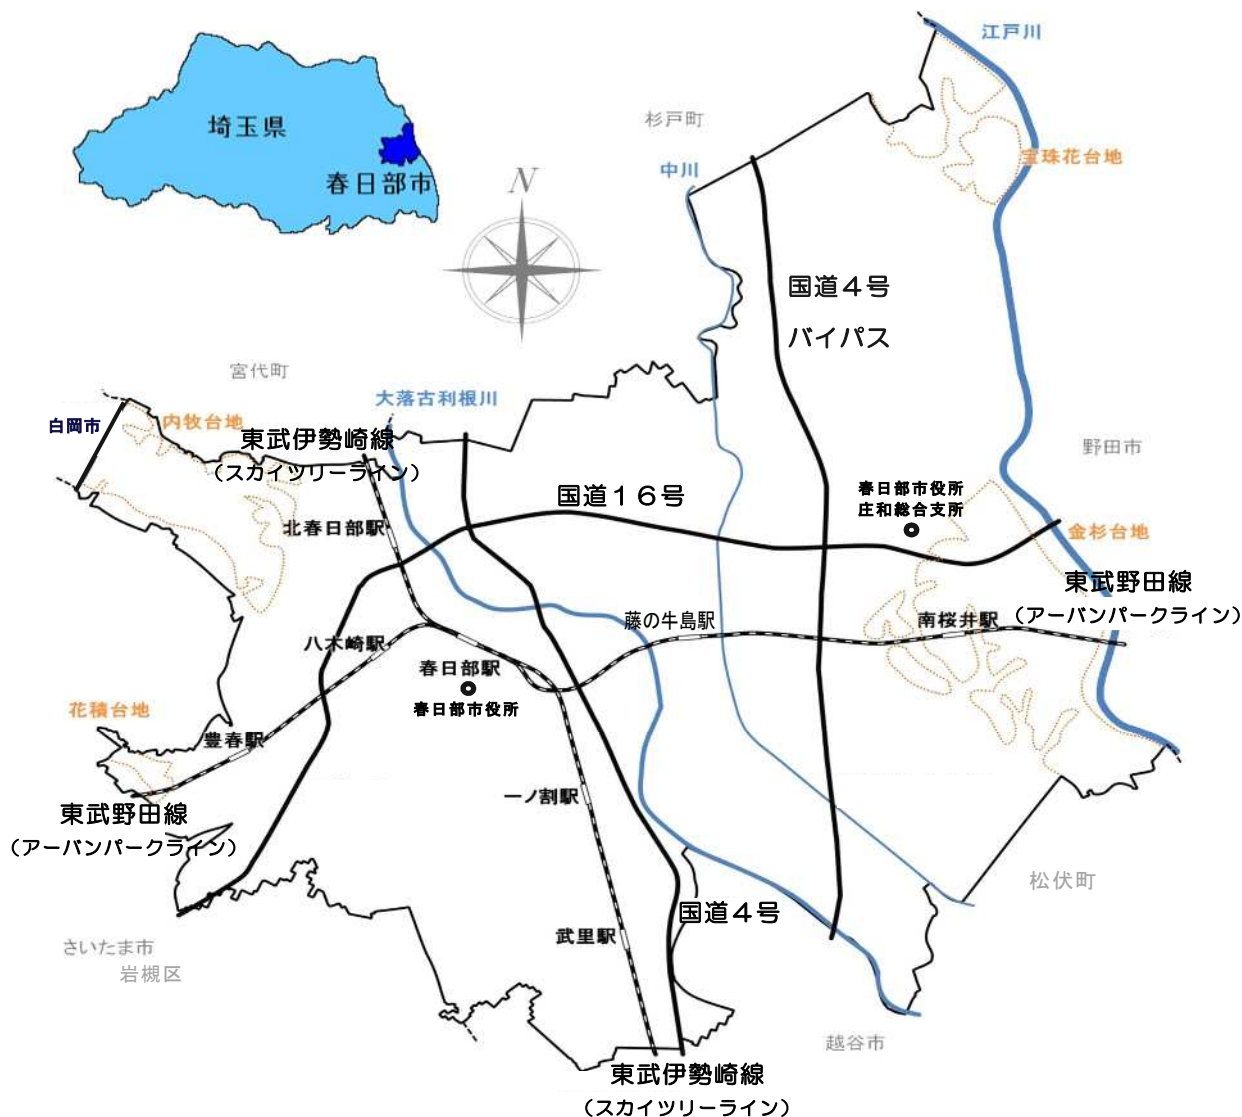 江戸川
杉戸町
埼玉県
宝珠花台地
中川
春日部市
N
国道4号
バイパス
宮代町
大落古利根川
白岡市
内牧台地
東武伊勢崎線
（スカイツリーライン）
野田市
国道16号
春日部市役所
庄和総合支所
北春日部駅
金杉台地
東武野田線
（アーバンパークライン）
藤の牛島駅
南桜井駅
八木崎駅
春日部駅
春日部市役所
花積台地
豊春駅
一ノ割駅
東武野田線
（アーバンパークライン）
松伏町
国道4号
武里駅
さいたま市
岩槻区
越谷市
東武伊勢崎線
（スカイツリーライン）